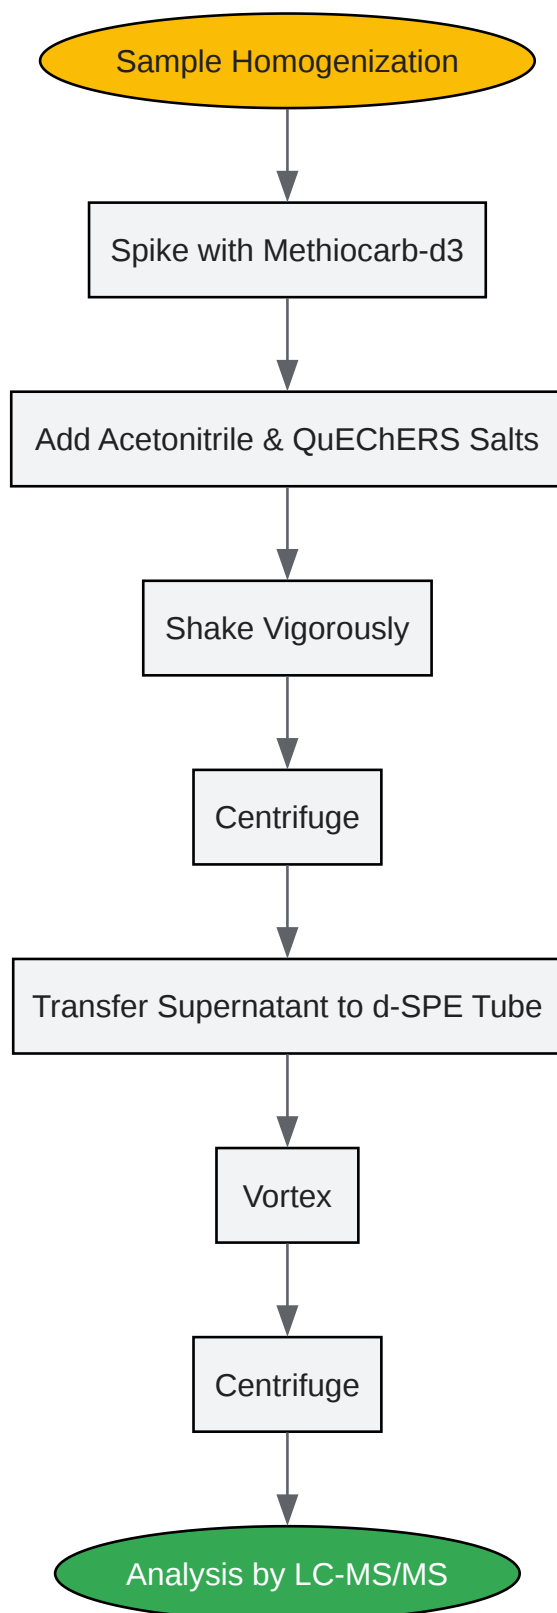 Sample Homogenization
Spike with Methiocarb-d3
Add Acetonitrile & QuEChERS Salts
Shake Vigorously
Centrifuge
Transfer Supernatant to d-SPE Tube
Vortex
Centrifuge
Analysis by LC-MS/MS